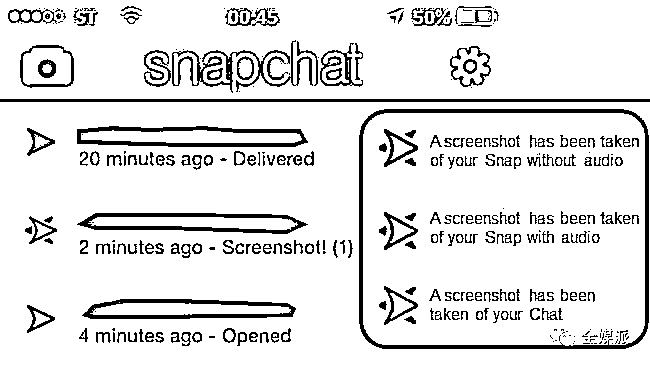 ST 00:45 50%
snapchat
20 minutes ago - Delivered
2 minutes ago - Screenshot! (1)
4 minutes ago - Opened
A screenshot has been taken
of your Snap without audio
A screenshot has been taken
of your Snap with audio
A screenshot has been
taken of your Chat
全媒派